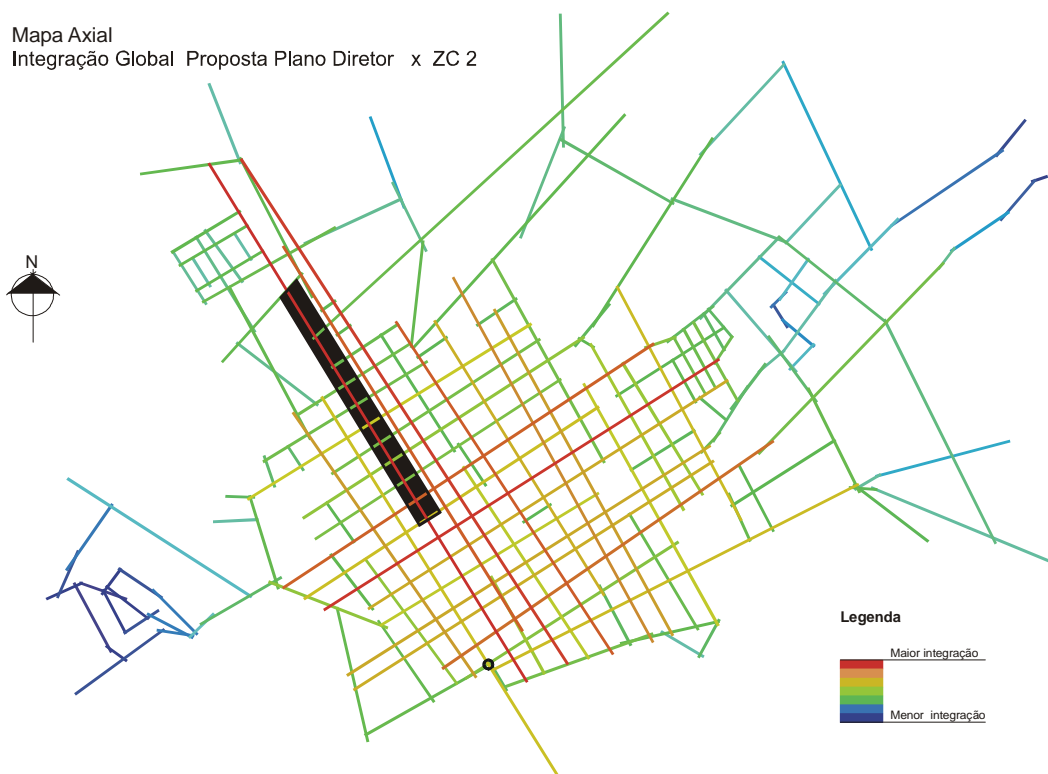 Mapa Axial
Integração Global Proposta Plano Diretor x ZC 2
N
Legenda
Maior integração
Menor integração